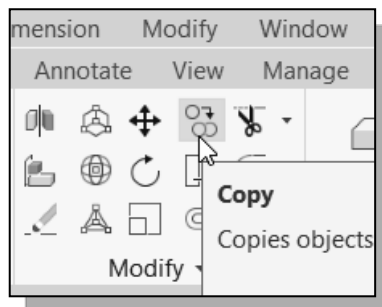 mension Modify Window
Annotate View Manage
Copy
Copies objects
Modify